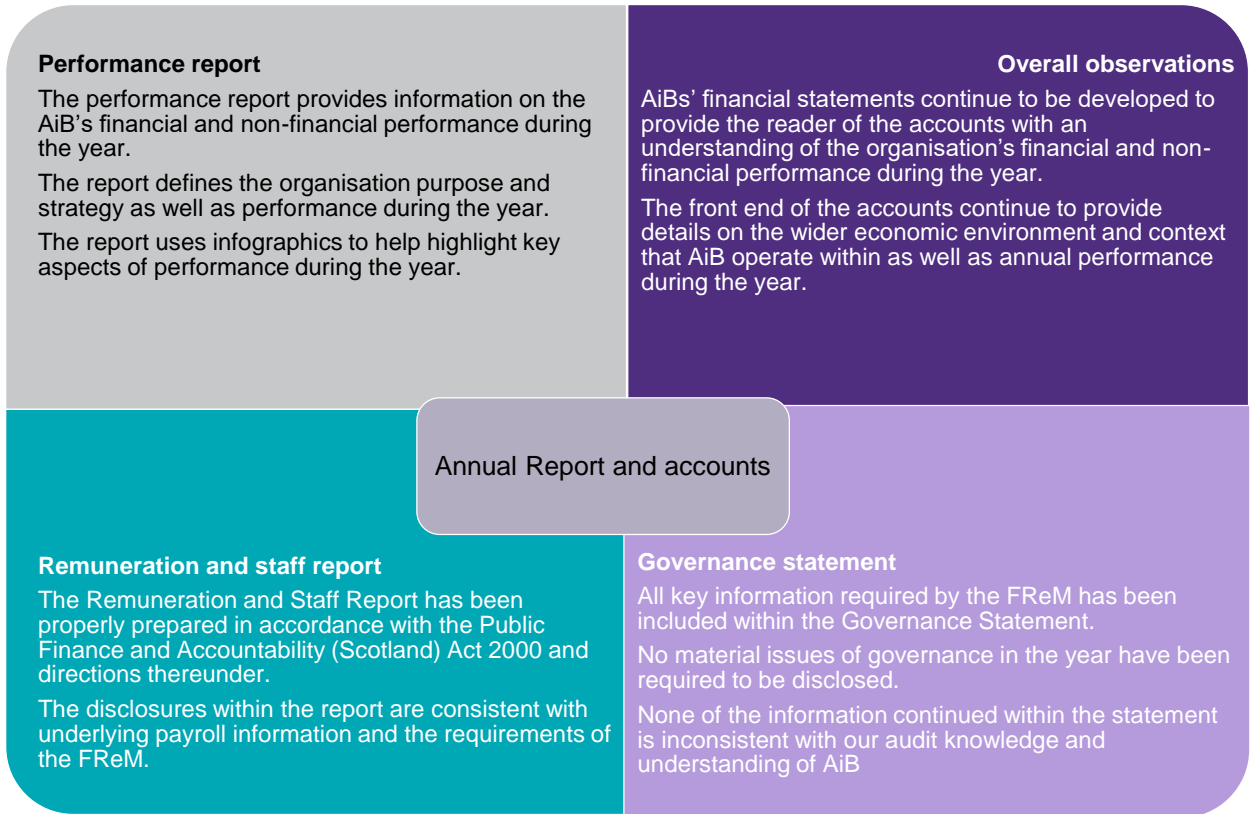 Performance report
The performance report provides information on the
AiB's financial and non-financial performance during
the year.
The report defines the organisation purpose and
strategy as well as performance during the year.
The report uses infographics to help highlight key
aspects of performance during the year.
Overall observations
AiBs' financial statements continue to be developed to
provide the reader of the accounts with an
understanding of the organisation's financial and non-
financial performance during the year.
The front end of the accounts continue to provide
details on the wider economic environment and context
that AiB operate within as well as annual performance
during the year.
Annual Report and accounts
Remuneration and staff report
The Remuneration and Staff Report has been
properly prepared in accordance with the Public
Finance and Accountability (Scotland) Act 2000 and
directions thereunder.
The disclosures within the report are consistent with
underlying payroll information and the requirements of
the FReM.
Governance statement
All key information required by the FReM has been
included within the Governance Statement.
No material issues of governance in the year have been
required to be disclosed.
None of the information continued within the statement
is inconsistent with our audit knowledge and
understanding of AiB